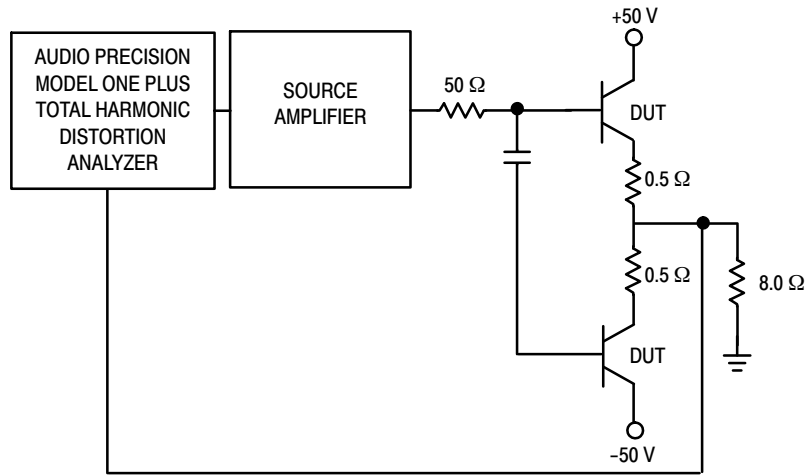 +50 V
AUDIO PRECISION
MODEL ONE PLUS
TOTAL HARMONIC
DISTORTION
ANALYZER
SOURCE
AMPLIFIER
50 Ω
DUT
0.5 Ω
0.5 Ω
8.0 Ω
DUT
−50 V